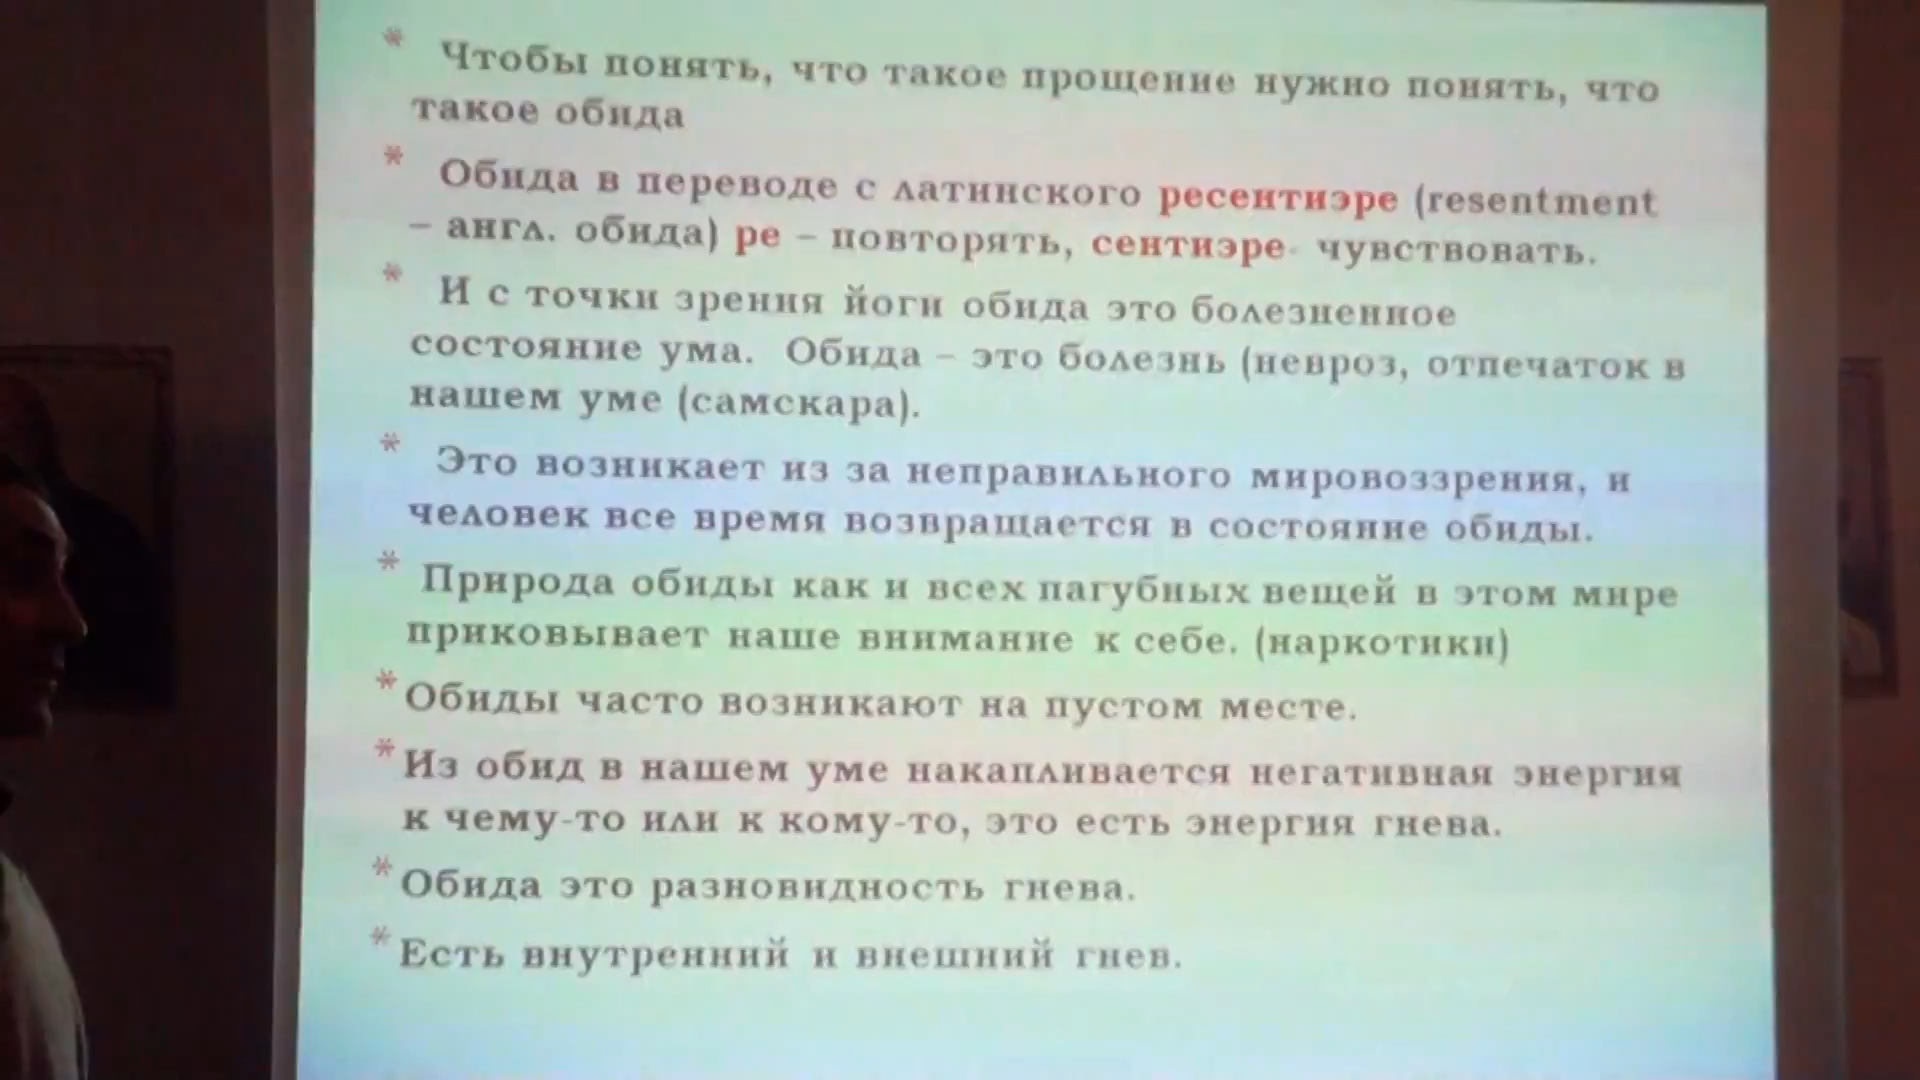 * Чтобы понять, что такое прощение нужно понять, что
такое обида
* Обида в переводе с латинского ресентиэре (resentment
– англ. обида) ре – повторять, сентиэре- чувствовать.
* И с точки зрения йоги обида это болезненное
состояние ума. Обида – это болезнь (невроз, отпечаток в
нашем уме (самскара).
* Это возникает из за неправильного мировоззрения, и
человек все время возвращается в состояние обиды.
* Природа обиды как и всех пагубных вещей в этом мире
приковывает наше внимание к себе. (наркотики)
* Обиды часто возникают на пустом месте.
* Из обид в нашем уме накапливается негативная энергия
к чему-то или к кому-то, это есть энергия гнева.
* Обида это разновидность гнева.
* Есть внутренний и внешний гнев.